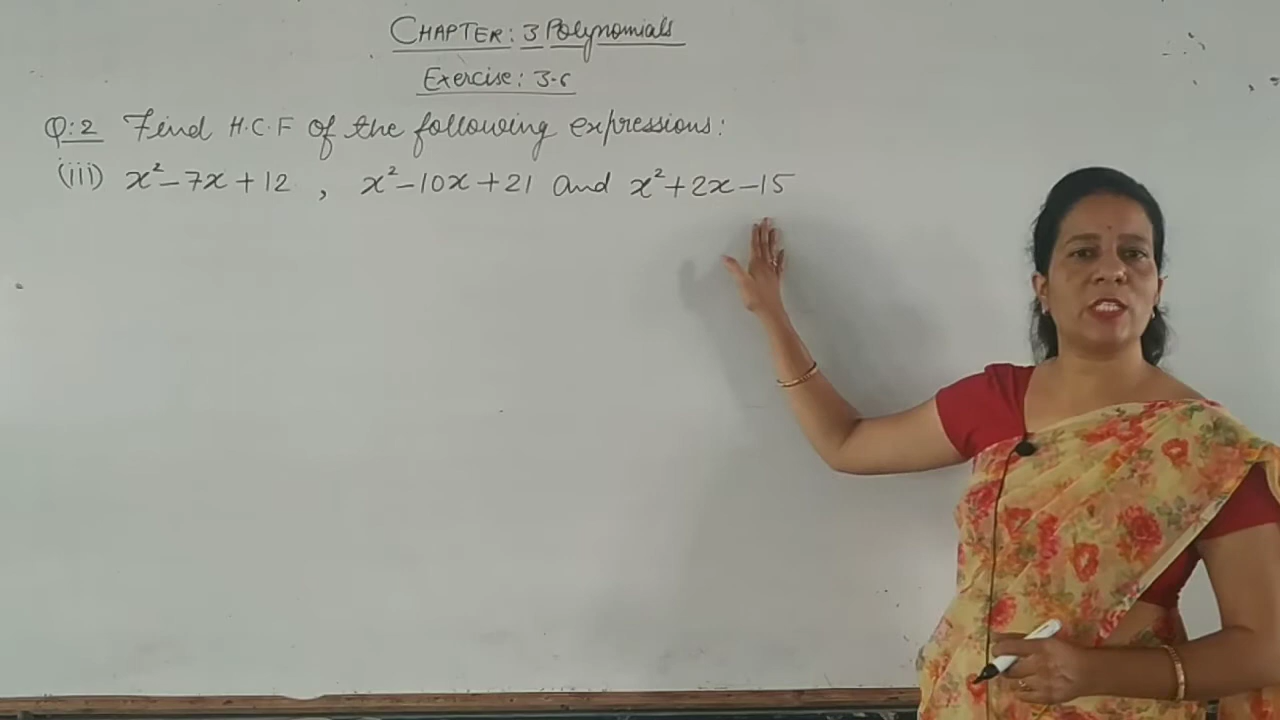 CHAPTER: 3 Polynomials
Exercise: 3.6
Q:2 Find H.C.F Of the following expressions:
(iii) x² - 7x + 12 , x² - 10x + 21 and x² + 2x - 15